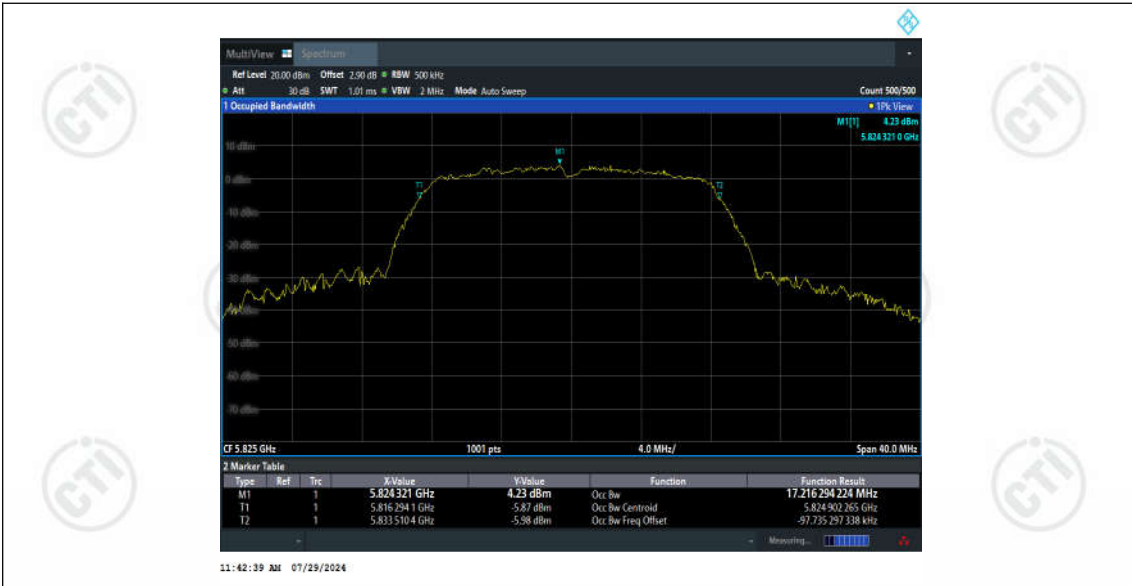 MultiView Spectrum
Ref Level 20.00 dBm Offset 2.90 dB RBW 500 kHz
Att 30 dB SWT 1.01 ms VBW 2 MHz Mode Auto Sweep Count 500/500
1 Occupied Bandwidth 1Pk View
M1[1] 4.23 dBm
5.824 321 0 GHz
10 dBm
M1
0 dBm
T1 T2
-10 dBm
-20 dBm
-30 dBm
-40 dBm
-50 dBm
-60 dBm
-70 dBm
CF 5.825 GHz 1001 pts 4.0 MHz/ Span 40.0 MHz
2 Marker Table
Type Ref Trc X-Value Y-Value Function Function Result
M1 1 5.824 321 GHz 4.23 dBm Occ Bw 17.216 294 224 MHz
T1 1 5.816 294 1 GHz -5.87 dBm Occ Bw Centroid 5.824 902 265 GHz
T2 1 5.833 510 4 GHz -5.98 dBm Occ Bw Freq Offset -97.735 297 338 kHz
Measuring...
11:42:39 AM 07/29/2024
CTI
CTI
CTI
CTI